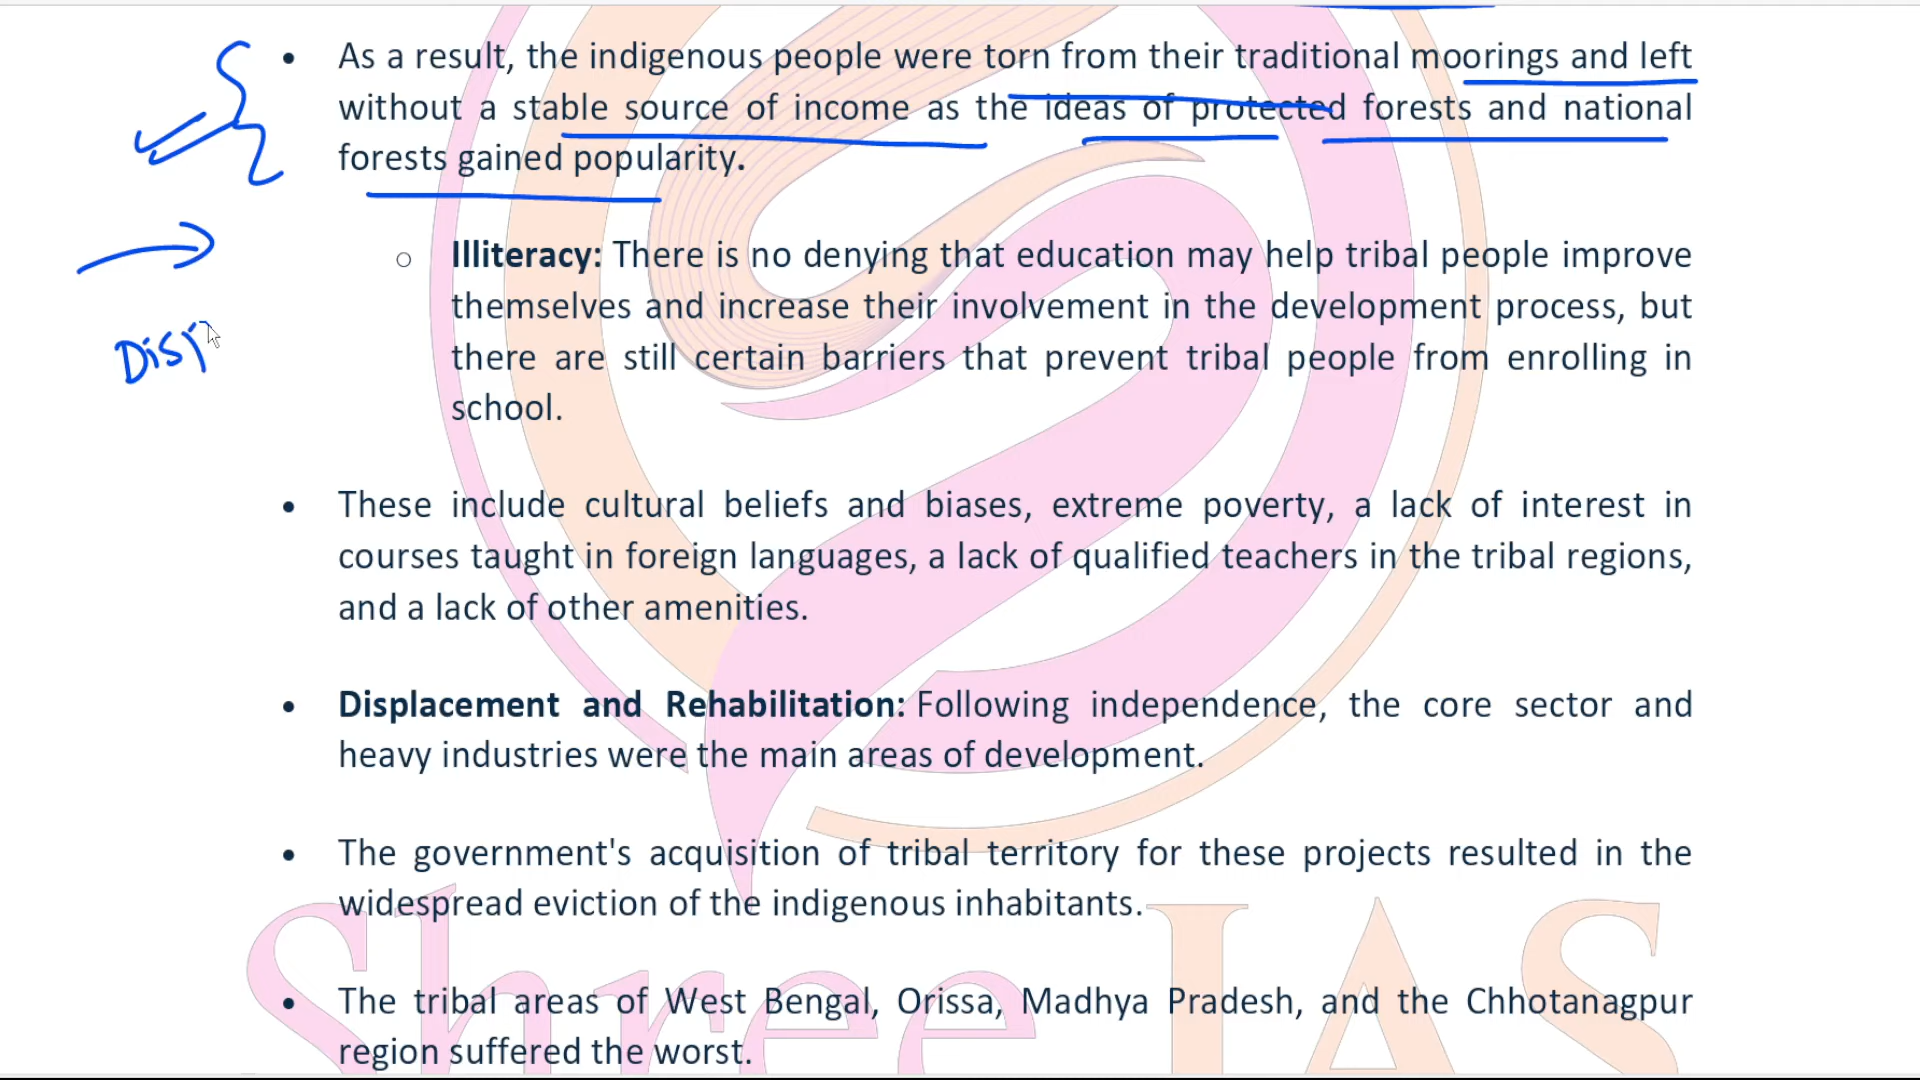 • As a result, the indigenous people were torn from their traditional moorings and left
without a stable source of income as the ideas of protected forests and national
forests gained popularity.
○ Illiteracy: There is no denying that education may help tribal people improve
themselves and increase their involvement in the development process, but
there are still certain barriers that prevent tribal people from enrolling in
school.
• These include cultural beliefs and biases, extreme poverty, a lack of interest in
courses taught in foreign languages, a lack of qualified teachers in the tribal regions,
and a lack of other amenities.
• Displacement and Rehabilitation: Following independence, the core sector and
heavy industries were the main areas of development.
• The government's acquisition of tribal territory for these projects resulted in the
widespread eviction of the indigenous inhabitants.
• The tribal areas of West Bengal, Orissa, Madhya Pradesh, and the Chhotanagpur
region suffered the worst.
Shree IAS